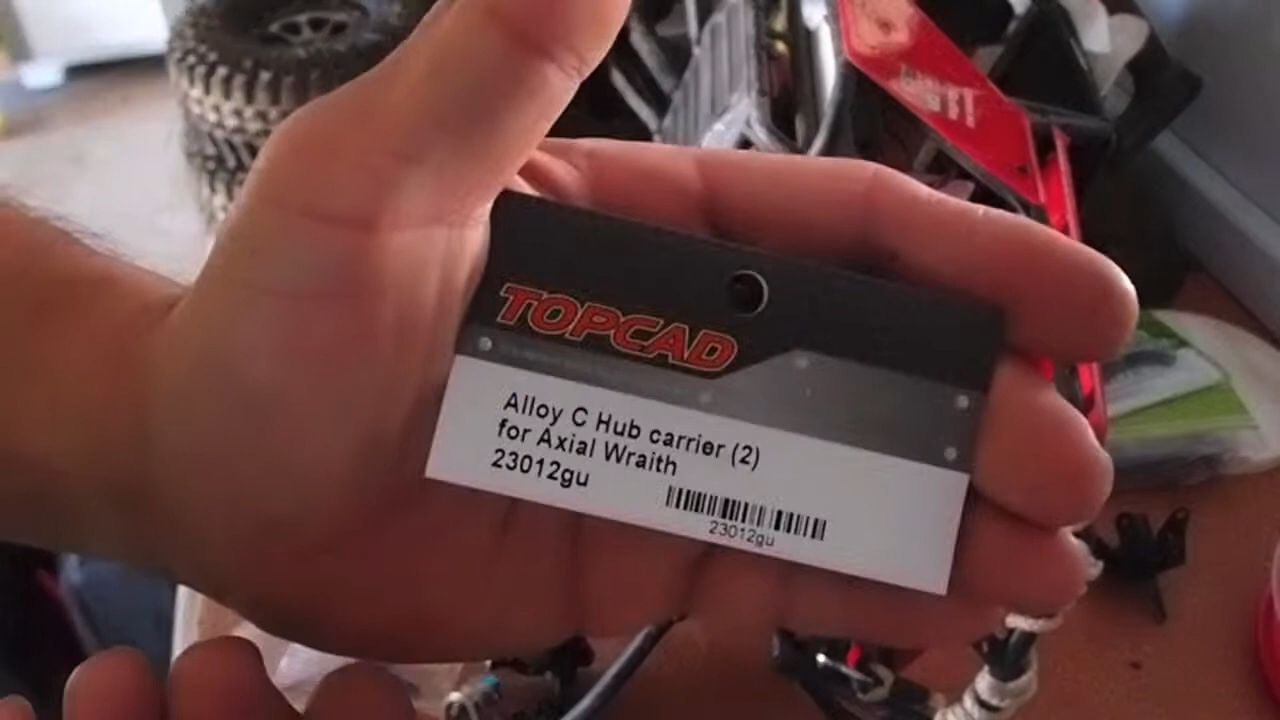 TOPCAD
Alloy C Hub carrier (2)
for Axial Wraith
23012gu
23012gu